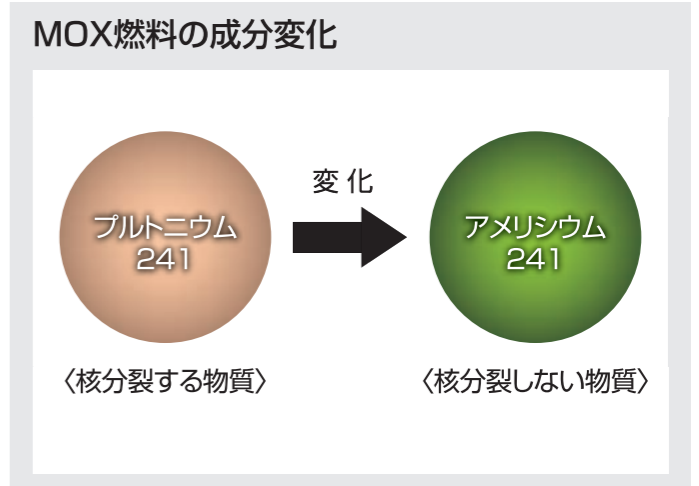 MOX燃料の成分変化
変化
プルトニウム
241
アメリシウム
241
〈核分裂する物質〉
〈核分裂しない物質〉